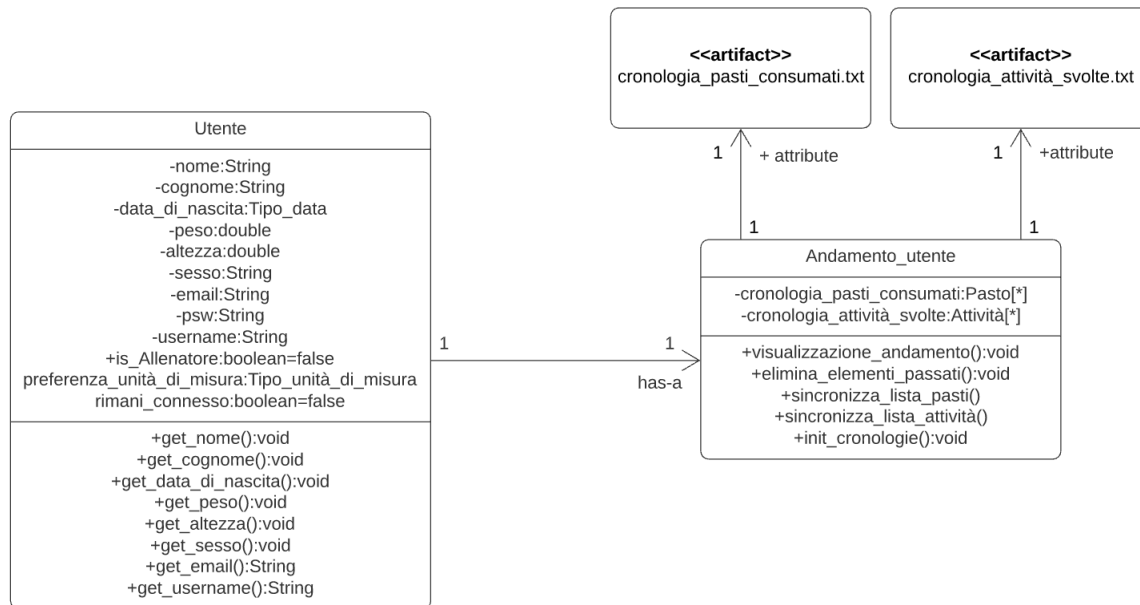 <<artifact>>
cronologia_pasti_consumati.txt
<<artifact>>
cronologia_attività_svolte.txt
1
+ attribute
1
+attribute
1
1
Utente
-nome:String
-cognome:String
-data_di_nascita:Tipo_data
-peso:double
-altezza:double
-sesso:String
-email:String
-psw:String
-username:String
+is_Allenatore:boolean=false
preferenza_unità_di_misura:Tipo_unità_di_misura
rimani_connesso:boolean=false
+get_nome():void
+get_cognome():void
+get_data_di_nascita():void
+get_peso():void
+get_altezza():void
+get_sesso():void
+get_email():String
+get_username():String
1
1
has-a
Andamento_utente
-cronologia_pasti_consumati:Pasto[*]
-cronologia_attività_svolte:Attività[*]
+visualizzazione_andamento():void
+elimina_elementi_passati():void
+sincronizza_lista_pasti()
+sincronizza_lista_attività()
+init_cronologie():void